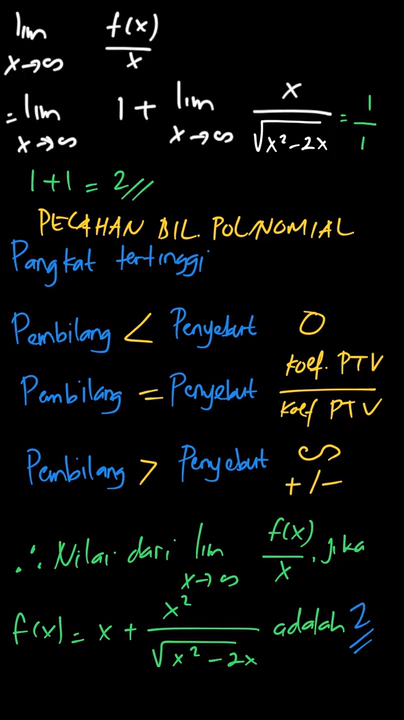 lim f(x)/x
x→∞
= lim 1 + lim x/√(x²-2x) = 1/1
x→∞ x→∞
1+1 = 2//
PECAHAN BIL. POLINOMIAL
Pangkat tertinggi
Pembilang < Penyebut 0
Pembilang = Penyebut koef. PTV/koef PTV
Pembilang > Penyebut ∞
+/-
∴ Nilai dari lim f(x)/x, jika
x→∞
f(x) = x + x²/√(x²-2x) adalah 2//